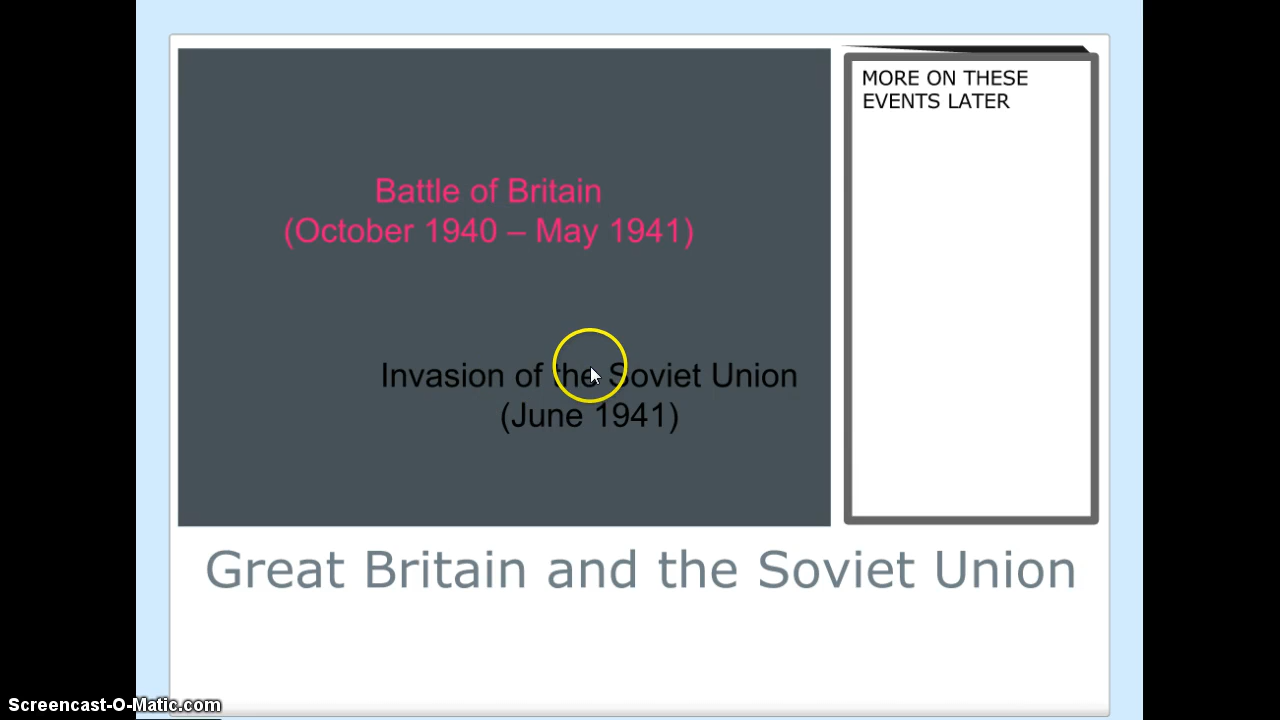 Battle of Britain
(October 1940 – May 1941)
Invasion of the Soviet Union
(June 1941)
MORE ON THESE
EVENTS LATER
Great Britain and the Soviet Union
Screencast-O-Matic.com